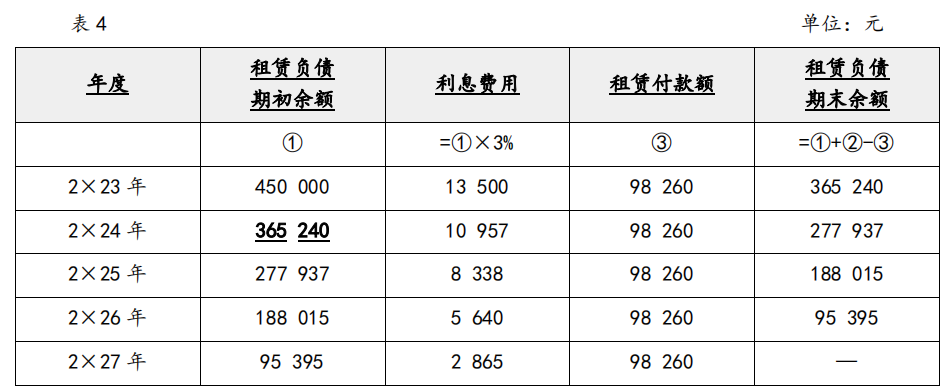 表 4 单位：元
年度 租赁负债期初余额 利息费用 租赁付款额 租赁负债期末余额
① =①×3% ③ =①+②-③
2×23 年 450 000 13 500 98 260 365 240
2×24 年 365 240 10 957 98 260 277 937
2×25 年 277 937 8 338 98 260 188 015
2×26 年 188 015 5 640 98 260 95 395
2×27 年 95 395 2 865 98 260 —